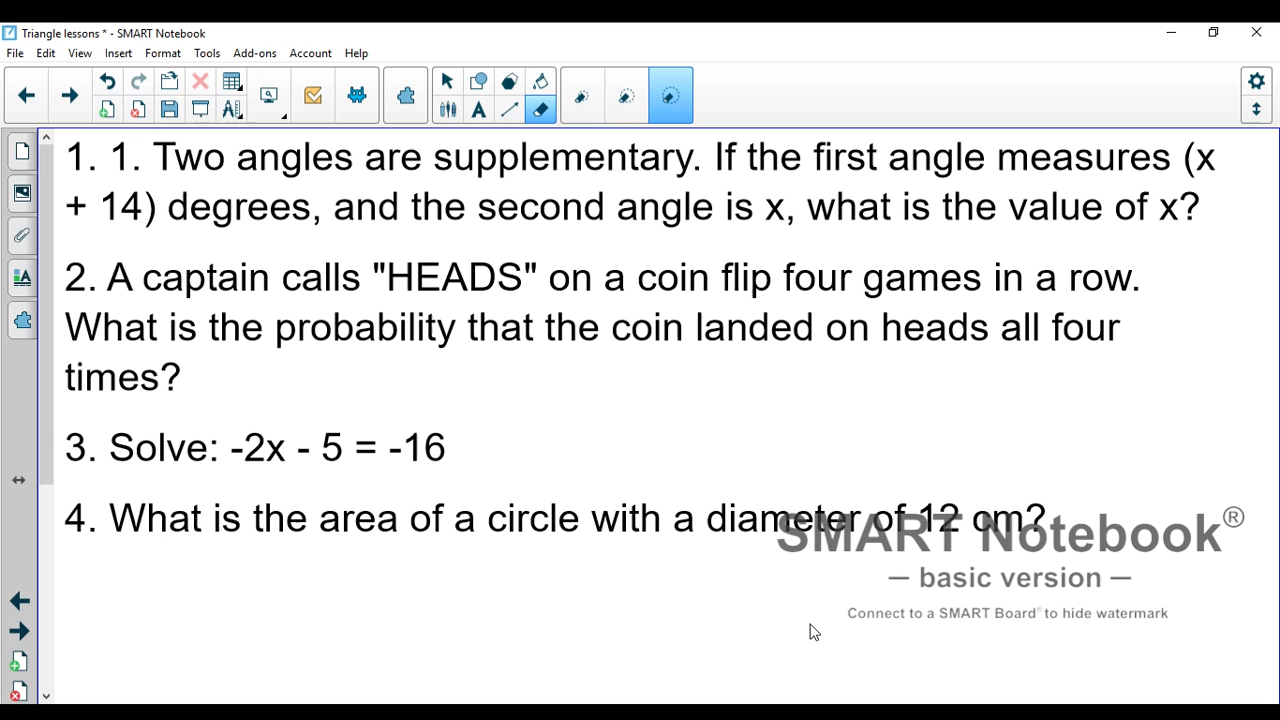 Triangle lessons * - SMART Notebook
File Edit View Insert Format Tools Add-ons Account Help
1. 1. Two angles are supplementary. If the first angle measures (x
+ 14) degrees, and the second angle is x, what is the value of x?
2. A captain calls "HEADS" on a coin flip four games in a row.
What is the probability that the coin landed on heads all four
times?
3. Solve: -2x - 5 = -16
4. What is the area of a circle with a diameter of 12 cm?
SMART Notebook®
— basic version —
Connect to a SMART Board® to hide watermark